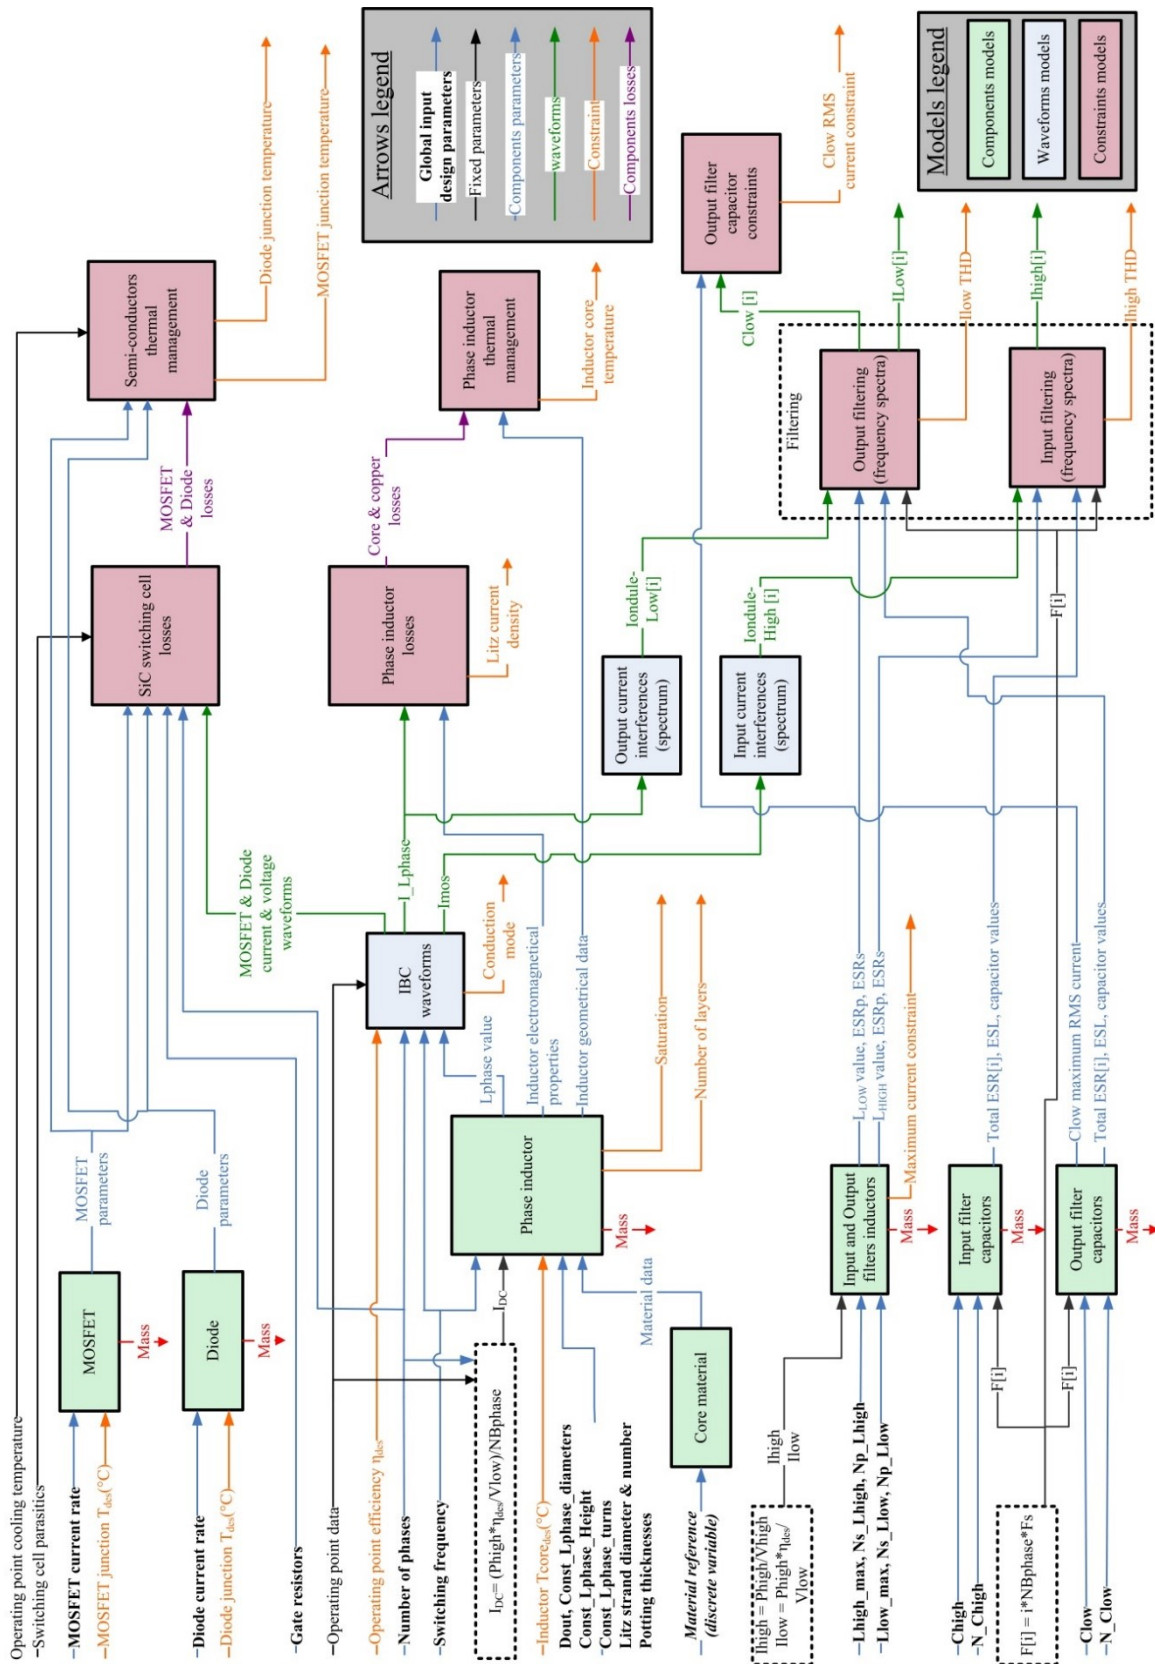 Operating point cooling temperature
Switching cell parasitics
MOSFET current rate
MOSFET junction T_des(°C)
MOSFET
Mass
MOSFET
parameters
Diode current rate
Diode junction T_des(°C)
Diode
Mass
Diode
parameters
Gate resistors
Operating point data
Operating point efficiency η_des
Number of phases
Switching frequency
I_DC= (Phigh*η_des/Vlow)/NBphase
I_DC
Inductor Tcore_des(°C)
Dout, Const_Lphase_diameters
Const_Lphase_Height
Const_Lphase_turns
Litz strand diameter & number
Potting thicknesses
Material reference
(discrete variable)
Core material
Material data
Phase inductor
Mass
Lphase value
Inductor electromagnetical
properties
Inductor geometrical data
Saturation
Number of layers
IBC
waveforms
Conduction
mode
MOSFET & Diode
current & voltage
waveforms
I_Lphase
Imos
SiC switching cell
losses
MOSFET
& Diode
losses
Semi-conductors
thermal
management
Diode junction temperature
MOSFET junction temperature
Phase inductor
losses
Litz current
density
Core & copper
losses
Phase inductor
thermal
management
Inductor core
temperature
Output current
interferences
(spectrum)
Iondule-
Low[i]
Input current
interferences
(spectrum)
Iondule-
High [i]
Ihigh = Phigh/Vhigh
Ilow = Phigh*η_des/
Vlow
Ihigh
Ilow
Lhigh_max, Ns_Lhigh, Np_Lhigh
Llow_max, Ns_Llow, Np_Llow
Input and Output
filters inductors
Mass
L_LOW value, ESRp, ESRs
L_HIGH value, ESRp, ESRs
Maximum current constraint
Chigh
N_Chigh
Input filter
capacitors
Mass
Total ESR[i], ESL, capacitor values
F[i] = i*NBphase*Fs
F[i]
F[i]
F[i]
Clow
N_Clow
Output filter
capacitors
Mass
Clow maximum RMS current
Total ESR[i], ESL, capacitor values
Filtering
Output filtering
(frequency spectra)
Input filtering
(frequency spectra)
Clow [i]
ILow[i]
Ilow THD
Ihigh[i]
Ihigh THD
Output filter
capacitor
constraints
Clow RMS
current constraint
Arrows legend
Global input
design parameters
Fixed parameters
Components parameters
waveforms
Constraint
Components losses
Models legend
Components models
Waveforms models
Constraints models